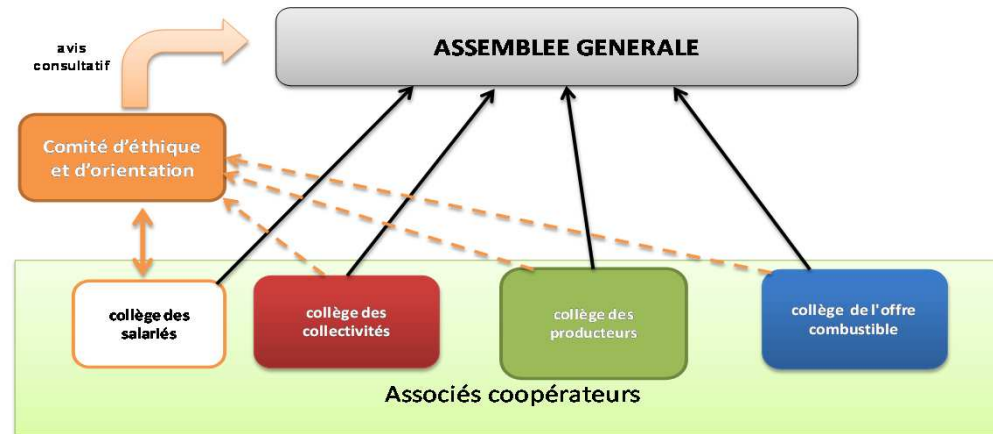 ASSEMBLEE GENERALE
avis
consultatif
Comité d'éthique
et d'orientation
collège des
salariés
collège des
collectivités
collège des
producteurs
collège de l'offre
combustible
Associés coopérateurs